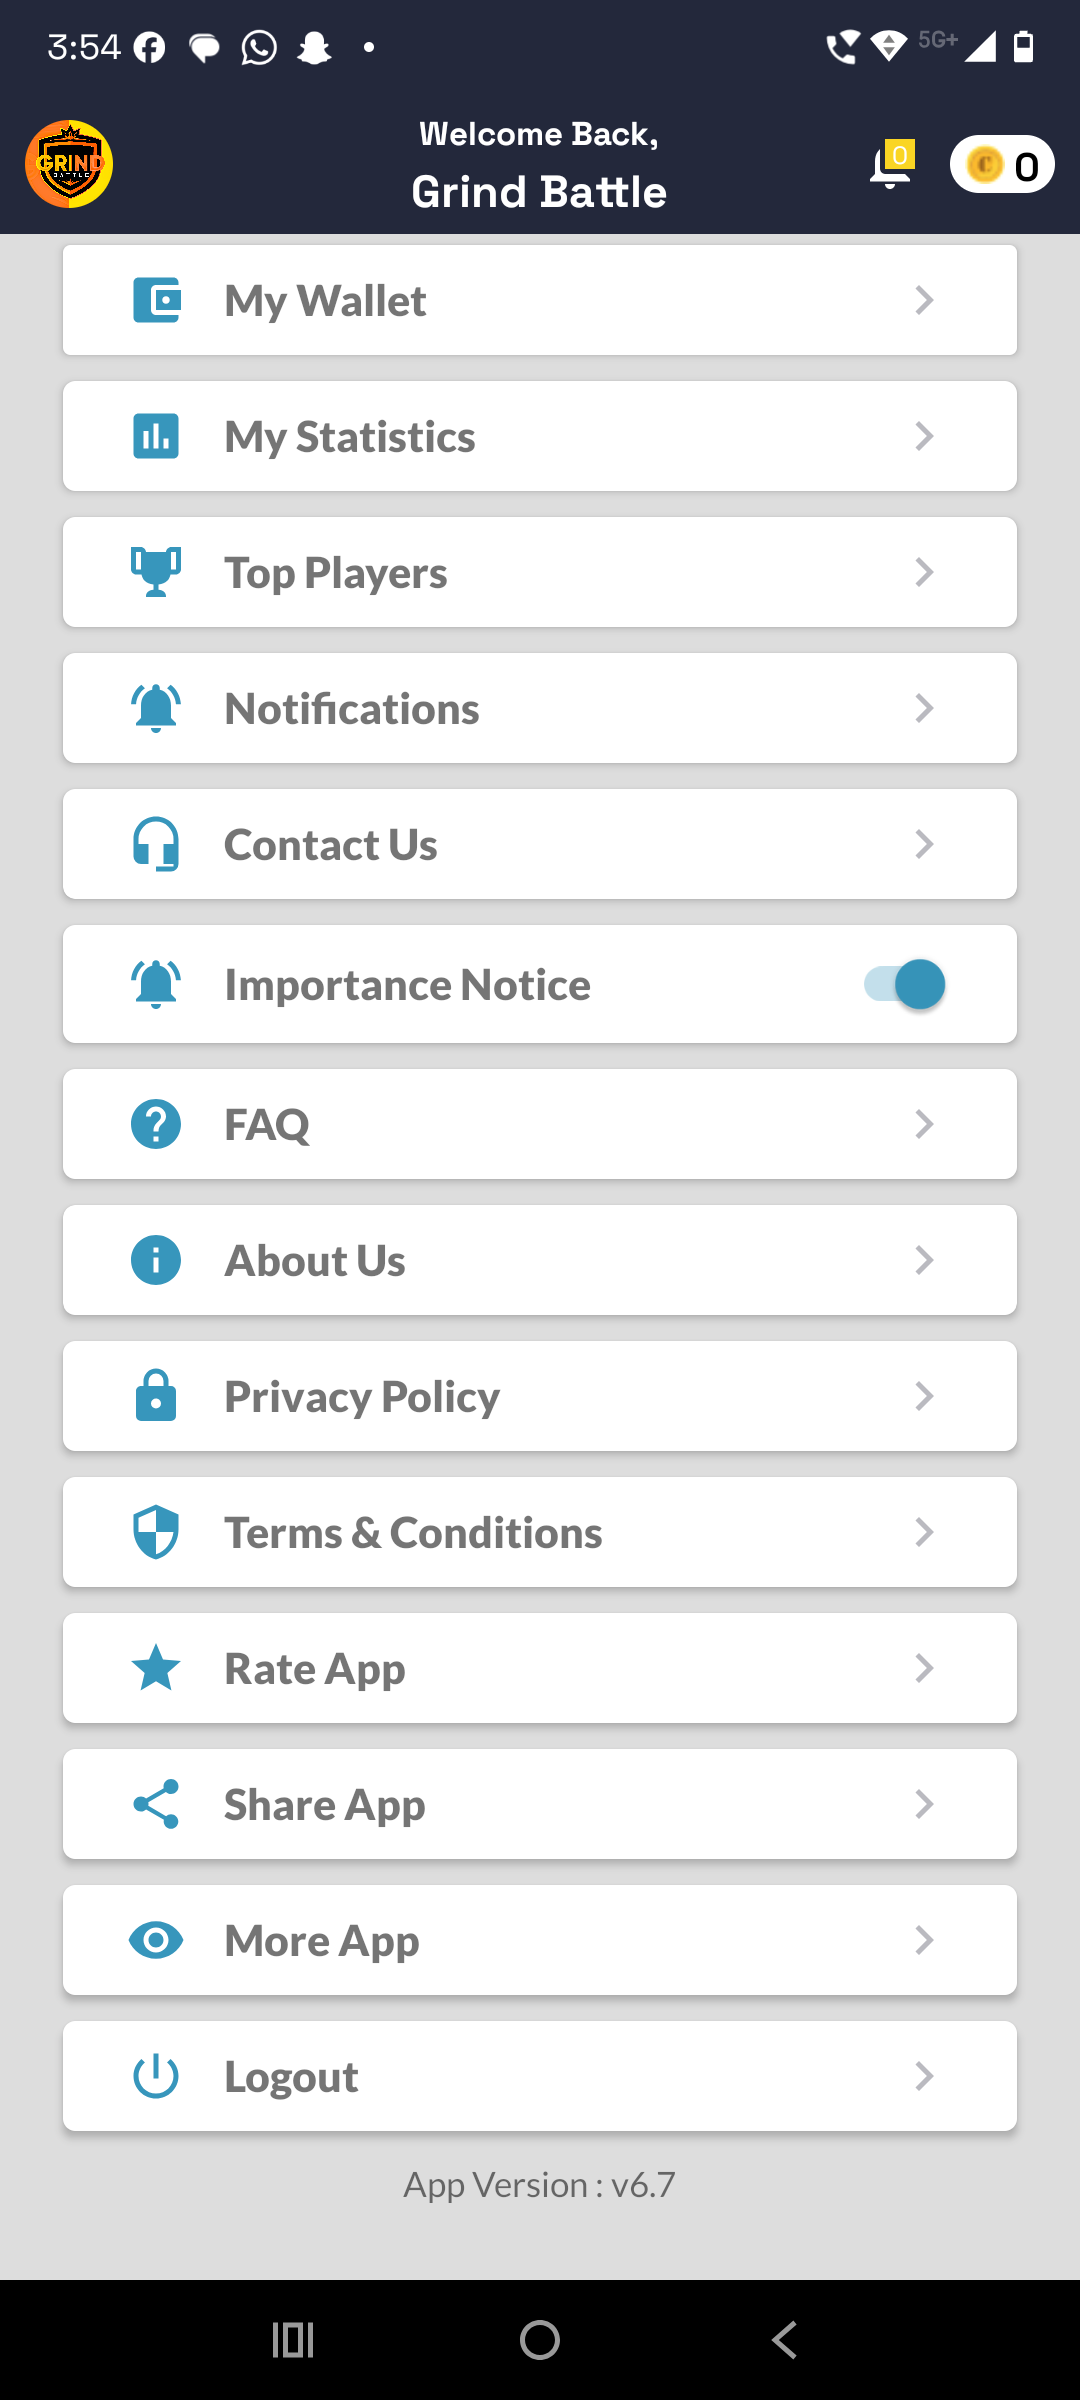 3:54
5G+
GRIND
BATTLE
Welcome Back,
Grind Battle
0
0
My Wallet
My Statistics
Top Players
Notifications
Contact Us
Importance Notice
FAQ
About Us
Privacy Policy
Terms & Conditions
Rate App
Share App
More App
Logout
App Version : v6.7